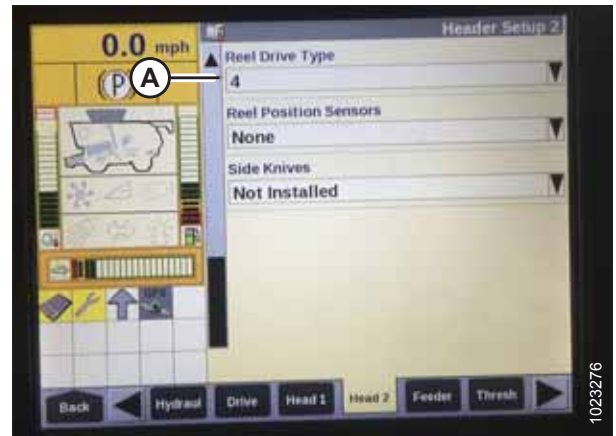 0.0 mph
Header Setup 2
(P)
A
Reel Drive Type
4
Reel Position Sensors
None
Side Knives
Not Installed
Back
Hydraul
Drive
Head 1
Head 2
Feeder
Thresh
1023276